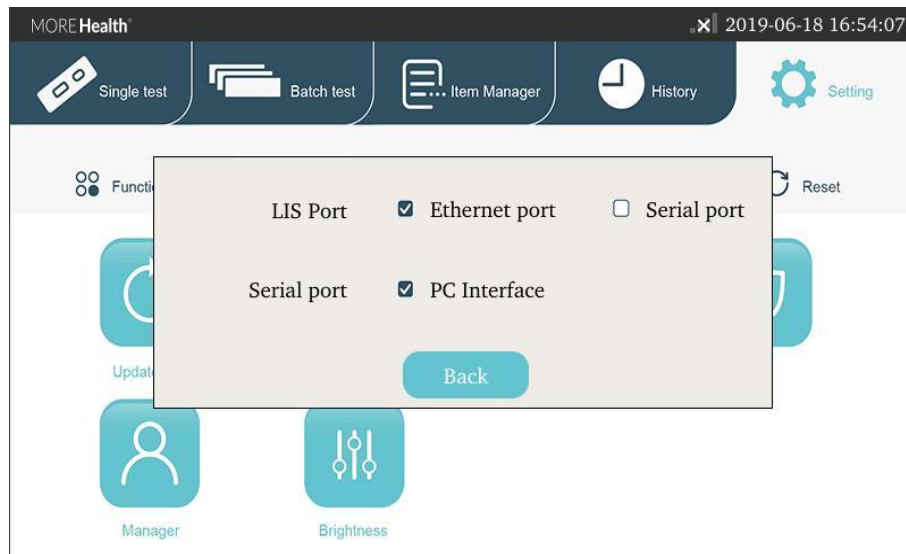 MOREHealth® 2019-06-18 16:54:07
Single test Batch test Item Manager History Setting
Functi Reset
LIS Port Ethernet port Serial port
Serial port PC Interface
Updat
Back
Manager Brightness